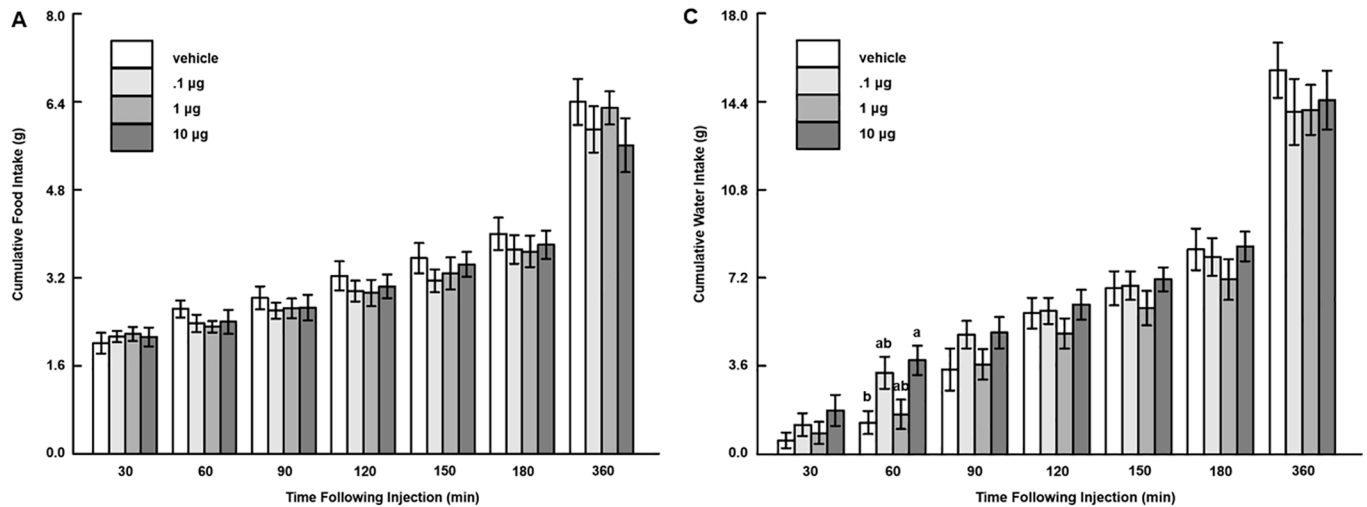 A
8.0
6.4
4.8
3.2
1.6
0.0
Cumulative Food Intake (g)
vehicle
.1 µg
1 µg
10 µg
30 60 90 120 150 180 360
Time Following Injection (min)
C
18.0
14.4
10.8
7.2
3.6
0.0
Cumulative Water Intake (g)
vehicle
.1 µg
1 µg
10 µg
b
ab
ab
a
30 60 90 120 150 180 360
Time Following Injection (min)